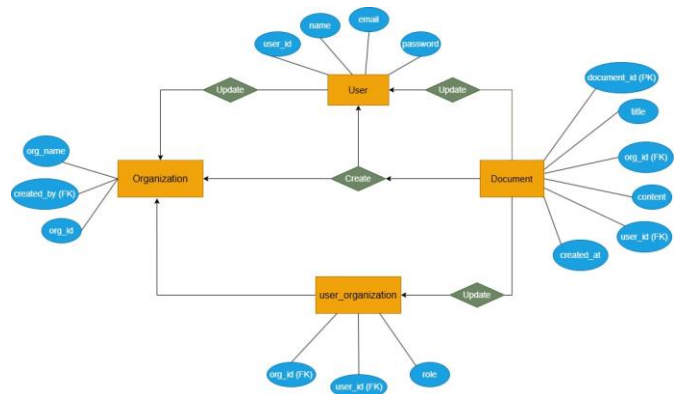 email
name
user_id
password
Update
User
Update
document_id (PK)
title
org_name
org_id (FK)
created_by (FK)
Organization
Create
Document
content
org_id
user_id (FK)
created_at
user_organization
Update
org_id (FK)
user_id (FK)
role